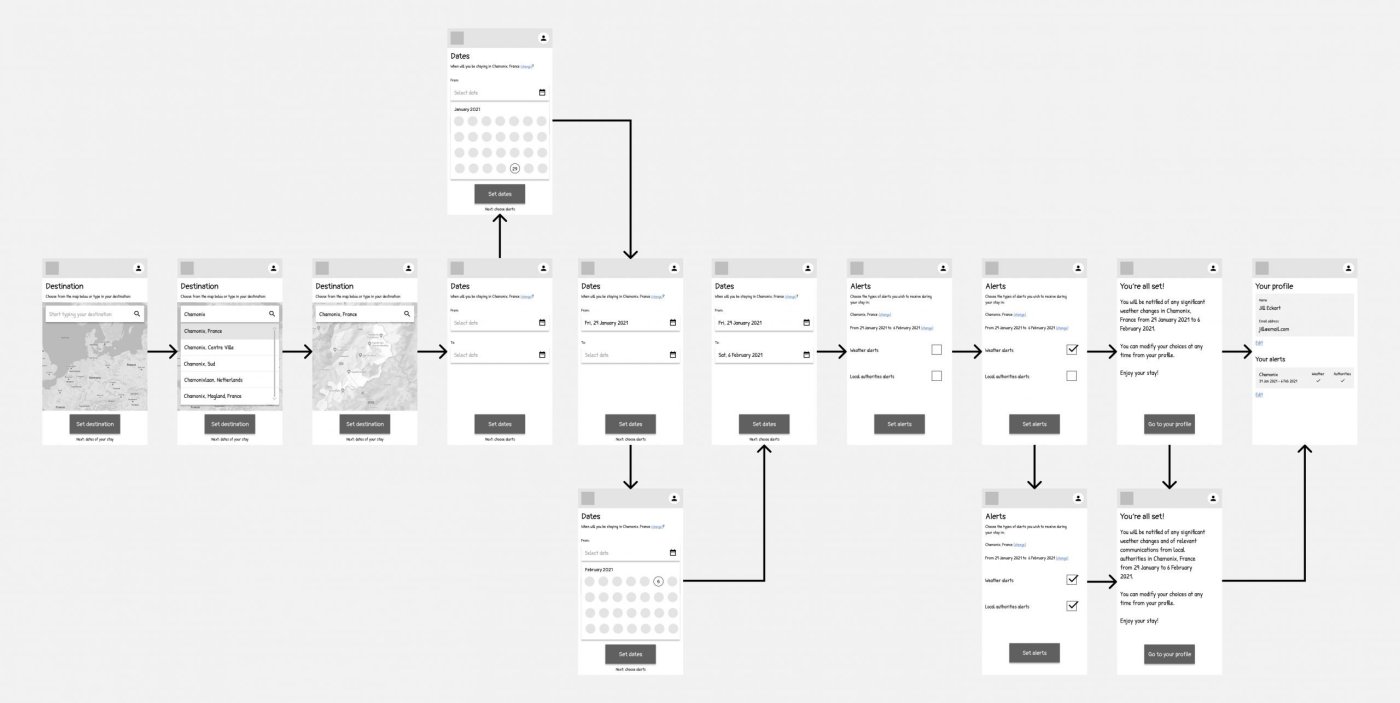 Dates
When will you be staying in Chamonix, France (change)?
From:
Select date
January 2021
29
Set dates
Next: choose alerts
Destination
Choose from the map below or type in your destination:
Start typing your destination
Set destination
Next: dates of your stay
Destination
Choose from the map below or type in your destination:
Chamonix
Chamonix, France
Chamonix, Centre Ville
Chamonix, Sud
Chamonixlaan, Netherlands
Chamonix, Magland, France
Set destination
Next: dates of your stay
Destination
Choose from the map below or type in your destination:
Chamonix, France
Set destination
Next: dates of your stay
Dates
When will you be staying in Chamonix, France (change)?
From:
Select date
To:
Select date
Set dates
Next: choose alerts
Dates
When will you be staying in Chamonix, France (change)?
From:
Fri, 29 January 2021
To:
Select date
Set dates
Next: choose alerts
Dates
When will you be staying in Chamonix, France (change)?
From:
Fri, 29 January 2021
To:
Sat, 6 February 2021
Set dates
Next: choose alerts
Alerts
Choose the types of alerts you wish to receive during
your stay in:
Chamonix, France (change)
From 29 January 2021 to 6 February 2021 (change)
Weather alerts
Local authorities alerts
Set alerts
Alerts
Choose the types of alerts you wish to receive during
your stay in:
Chamonix, France (change)
From 29 January 2021 to 6 February 2021 (change)
Weather alerts
Local authorities alerts
Set alerts
You're all set!
You will be notified of any significant
weather changes in Chamonix,
France from 29 January 2021 to 6
February 2021.
You can modify your choices at any
time from your profile.
Enjoy your stay!
Go to your profile
Your profile
Name
Jill Eckert
Email address
jill@email.com
Edit
Your alerts
Chamonix
Weather
Authorities
29 Jan 2021 - 6 Feb 2021
Edit
Dates
When will you be staying in Chamonix, France (change)?
From:
Select date
February 2021
6
Set dates
Next: choose alerts
Alerts
Choose the types of alerts you wish to receive during
your stay in:
Chamonix, France (change)
From 29 January 2021 to 6 February 2021 (change)
Weather alerts
Local authorities alerts
Set alerts
You're all set!
You will be notified of any significant
weather changes and of relevant
communications from local
authorities in Chamonix, France
from 29 January to 6 February
2021.
You can modify your choices at any
time from your profile.
Enjoy your stay!
Go to your profile